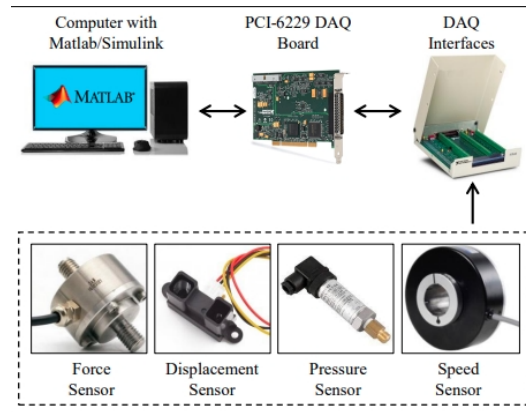 Computer with
Matlab/Simulink
PCI-6229 DAQ
Board
DAQ
Interfaces
MATLAB
Force
Sensor
Displacement
Sensor
Pressure
Sensor
Speed
Sensor